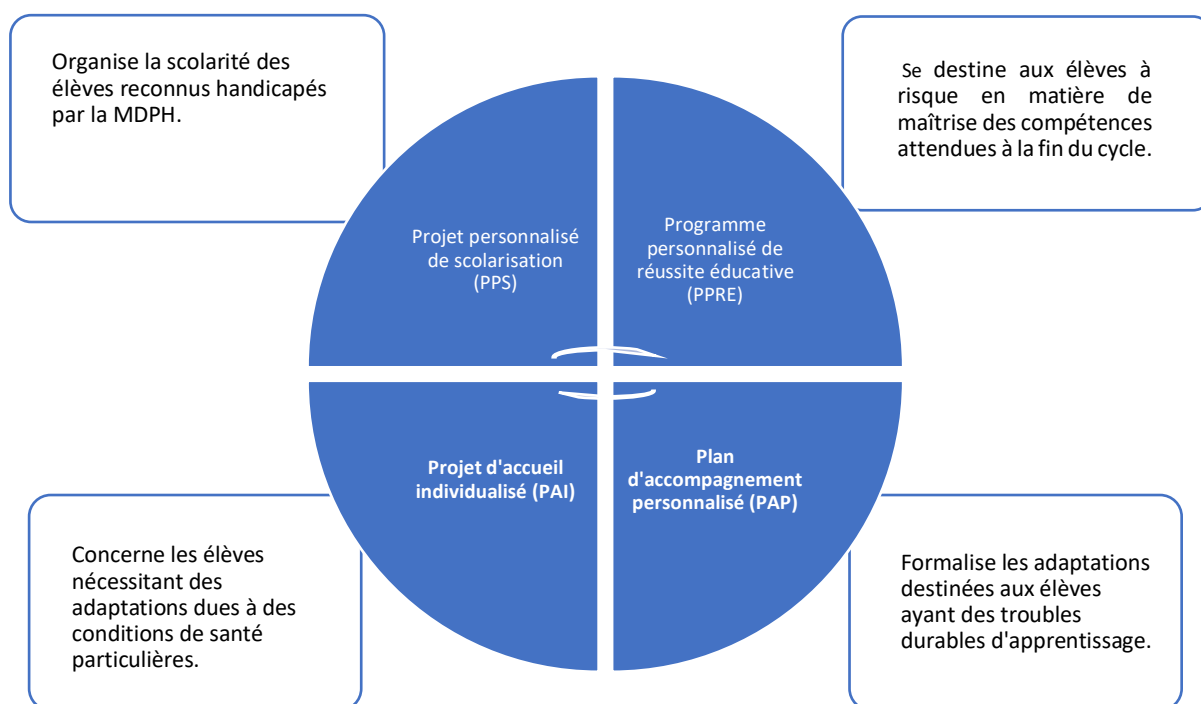 Organise la scolarité des
élèves reconnus handicapés
par la MDPH.
Se destine aux élèves à
risque en matière de
maîtrise des compétences
attendues à la fin du cycle.
Projet personnalisé
de scolarisation
(PPS)
Programme
personnalisé de
réussite éducative
(PPRE)
Projet d'accueil
individualisé (PAI)
Plan
d'accompagnement
personnalisé (PAP)
Concerne les élèves
nécessitant des
adaptations dues à des
conditions de santé
particulières.
Formalise les adaptations
destinées aux élèves
ayant des troubles
durables d'apprentissage.